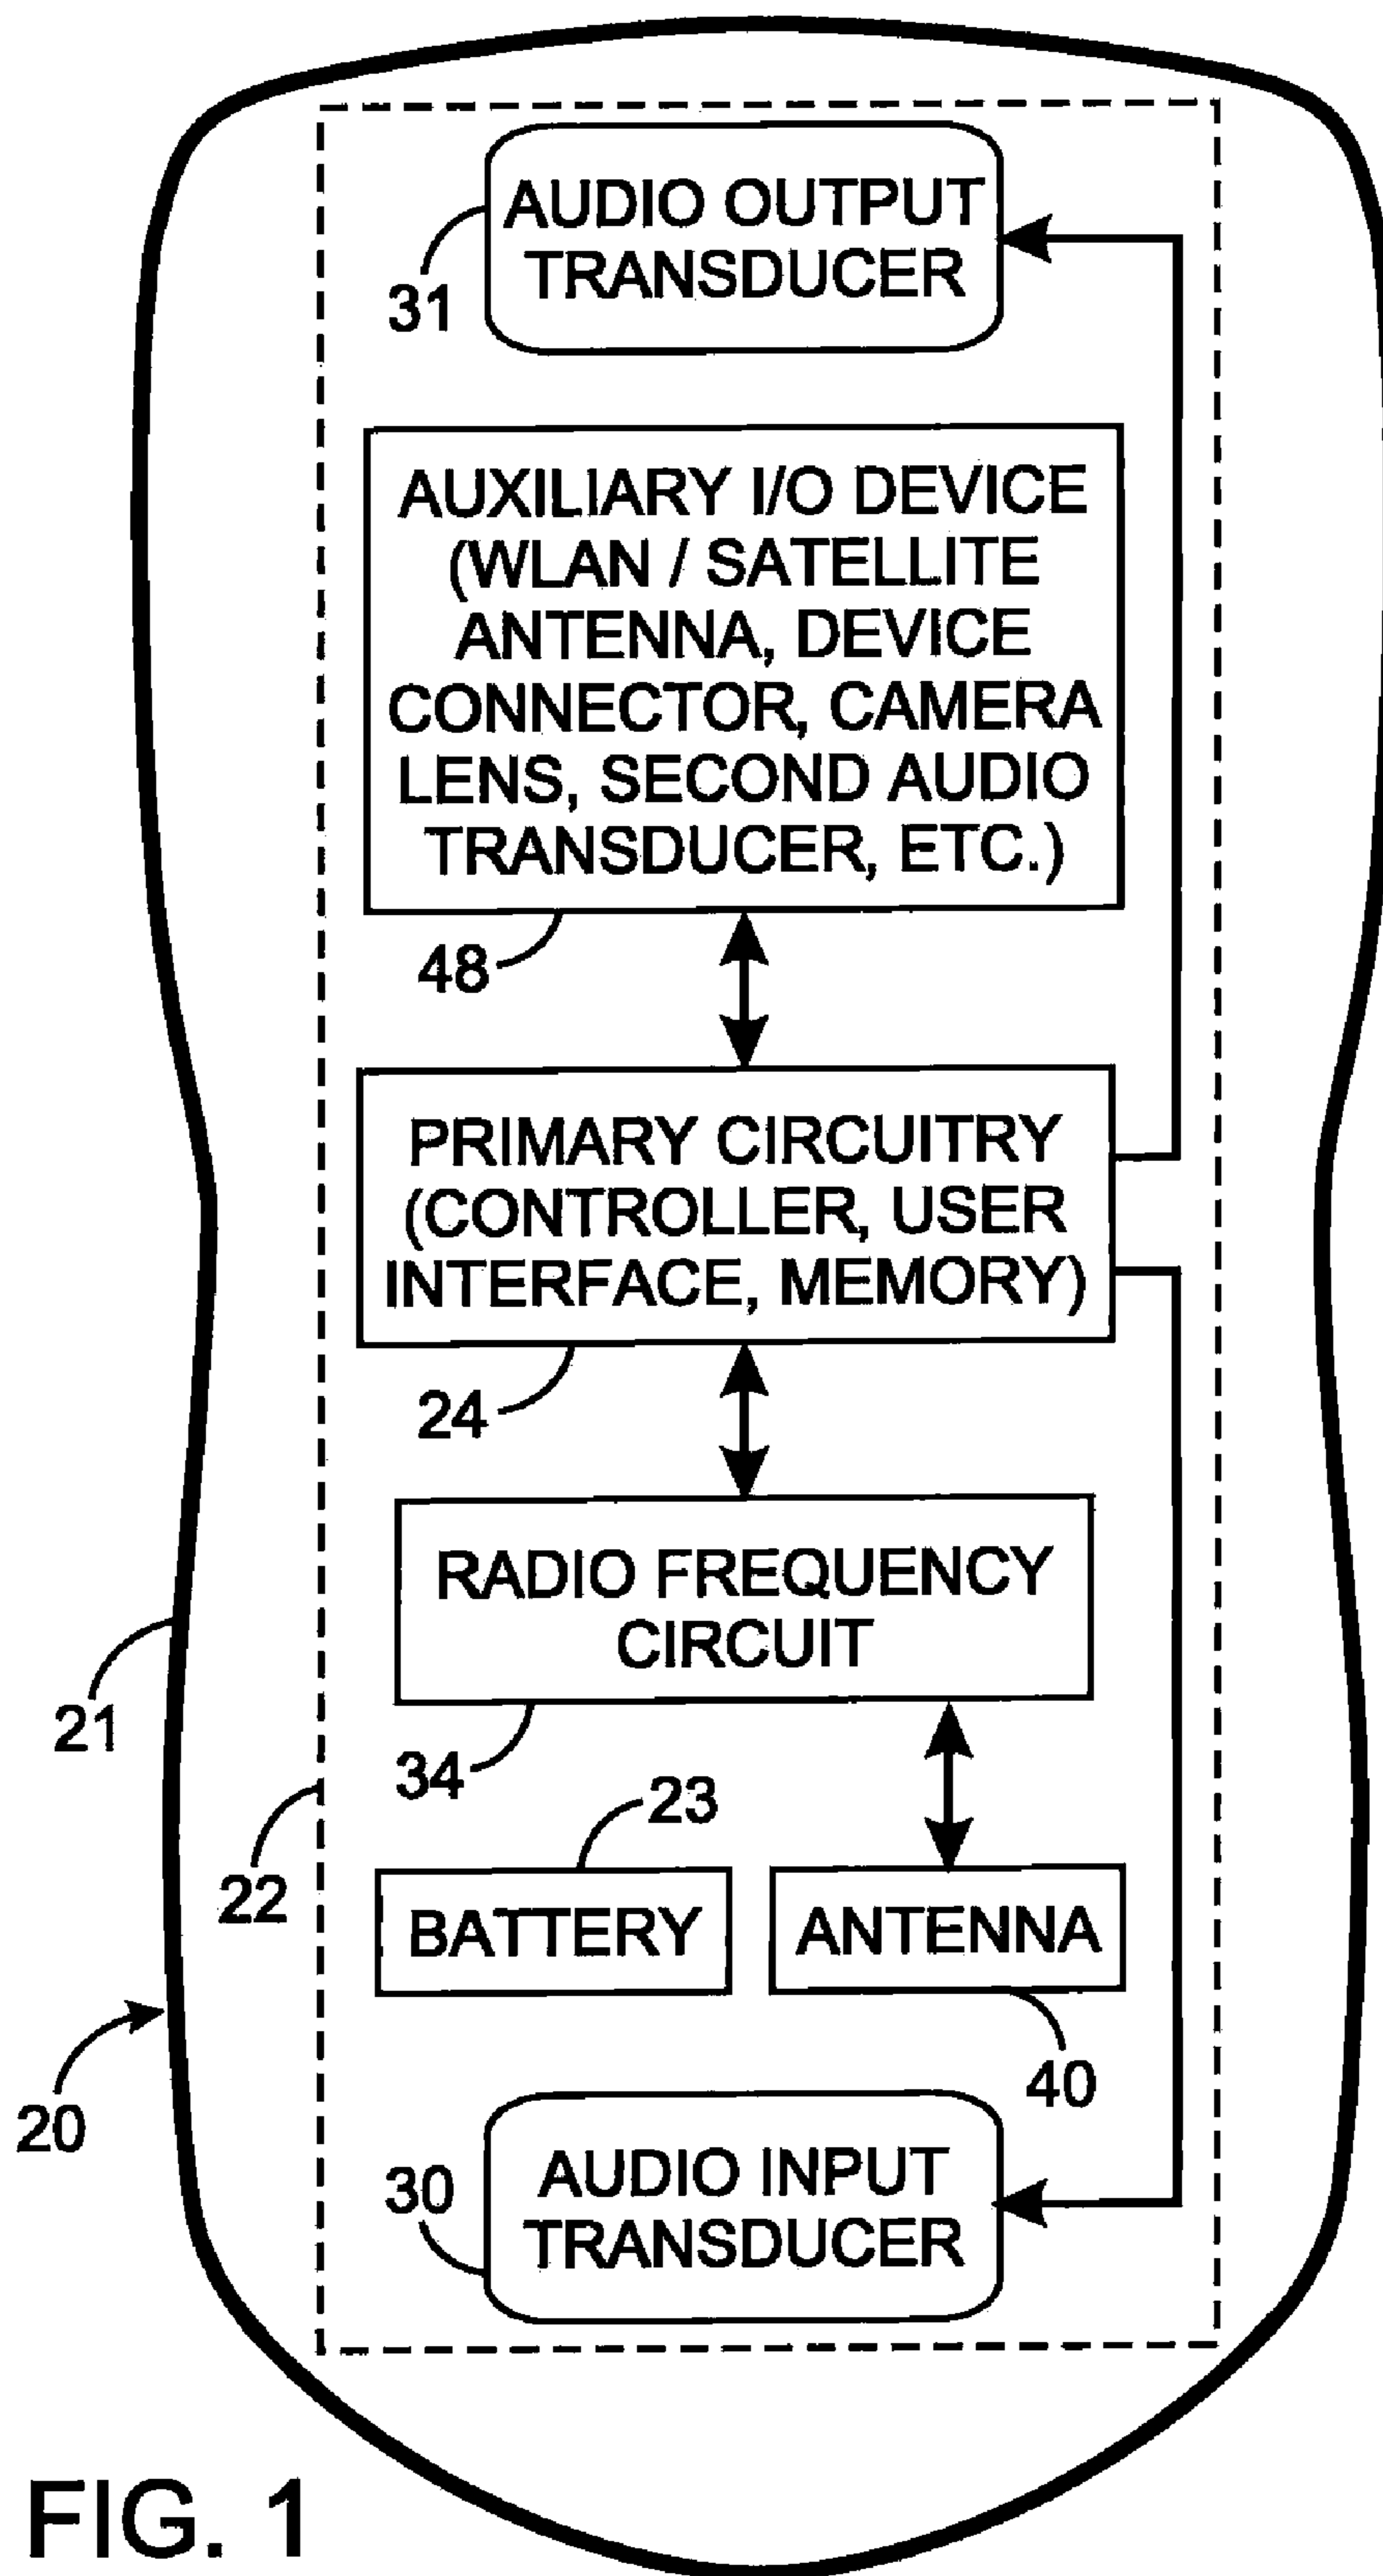 AUDIO OUTPUT
TRANSDUCER
31
AUXILIARY I/O DEVICE
(WLAN / SATELLITE
ANTENNA, DEVICE
CONNECTOR, CAMERA
LENS, SECOND AUDIO
TRANSDUCER, ETC.)
48
PRIMARY CIRCUITRY
(CONTROLLER, USER
INTERFACE, MEMORY)
24
RADIO FREQUENCY
CIRCUIT
21
34
23
22
BATTERY
ANTENNA
40
20
30
AUDIO INPUT
TRANSDUCER
FIG. 1